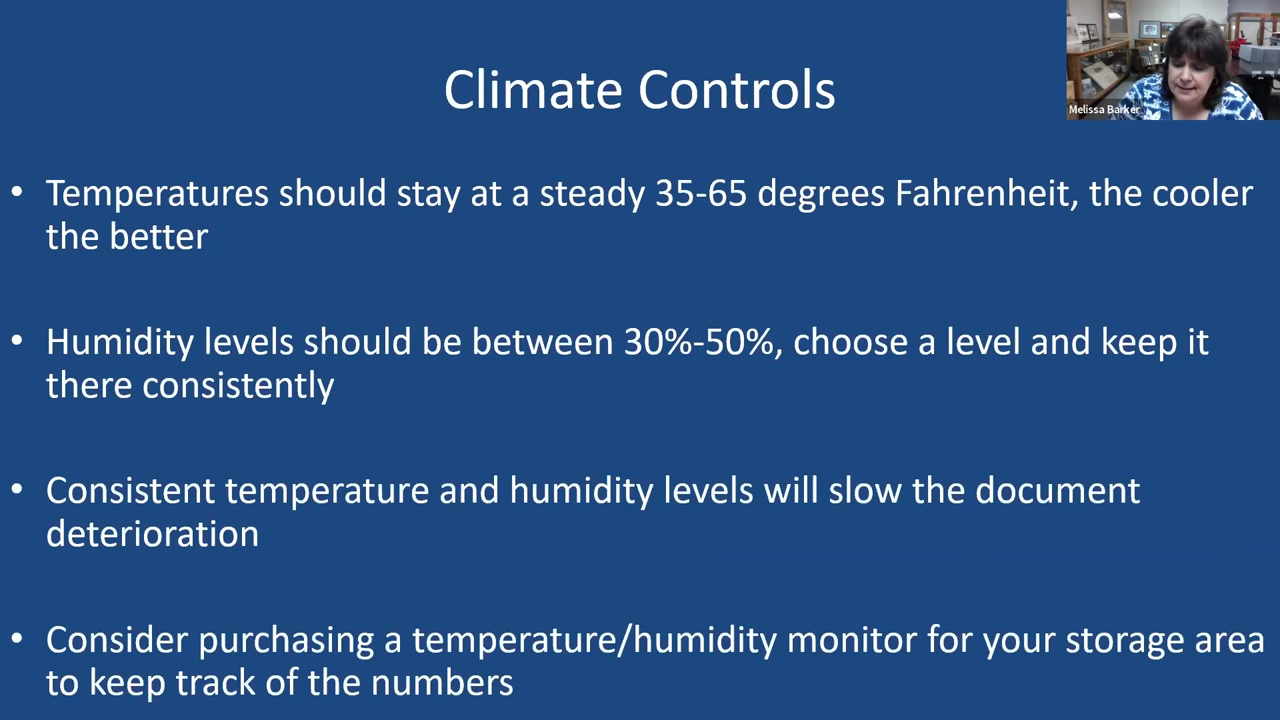 Climate Controls
Melissa Barker
• Temperatures should stay at a steady 35-65 degrees Fahrenheit, the cooler
the better
• Humidity levels should be between 30%-50%, choose a level and keep it
there consistently
• Consistent temperature and humidity levels will slow the document
deterioration
• Consider purchasing a temperature/humidity monitor for your storage area
to keep track of the numbers